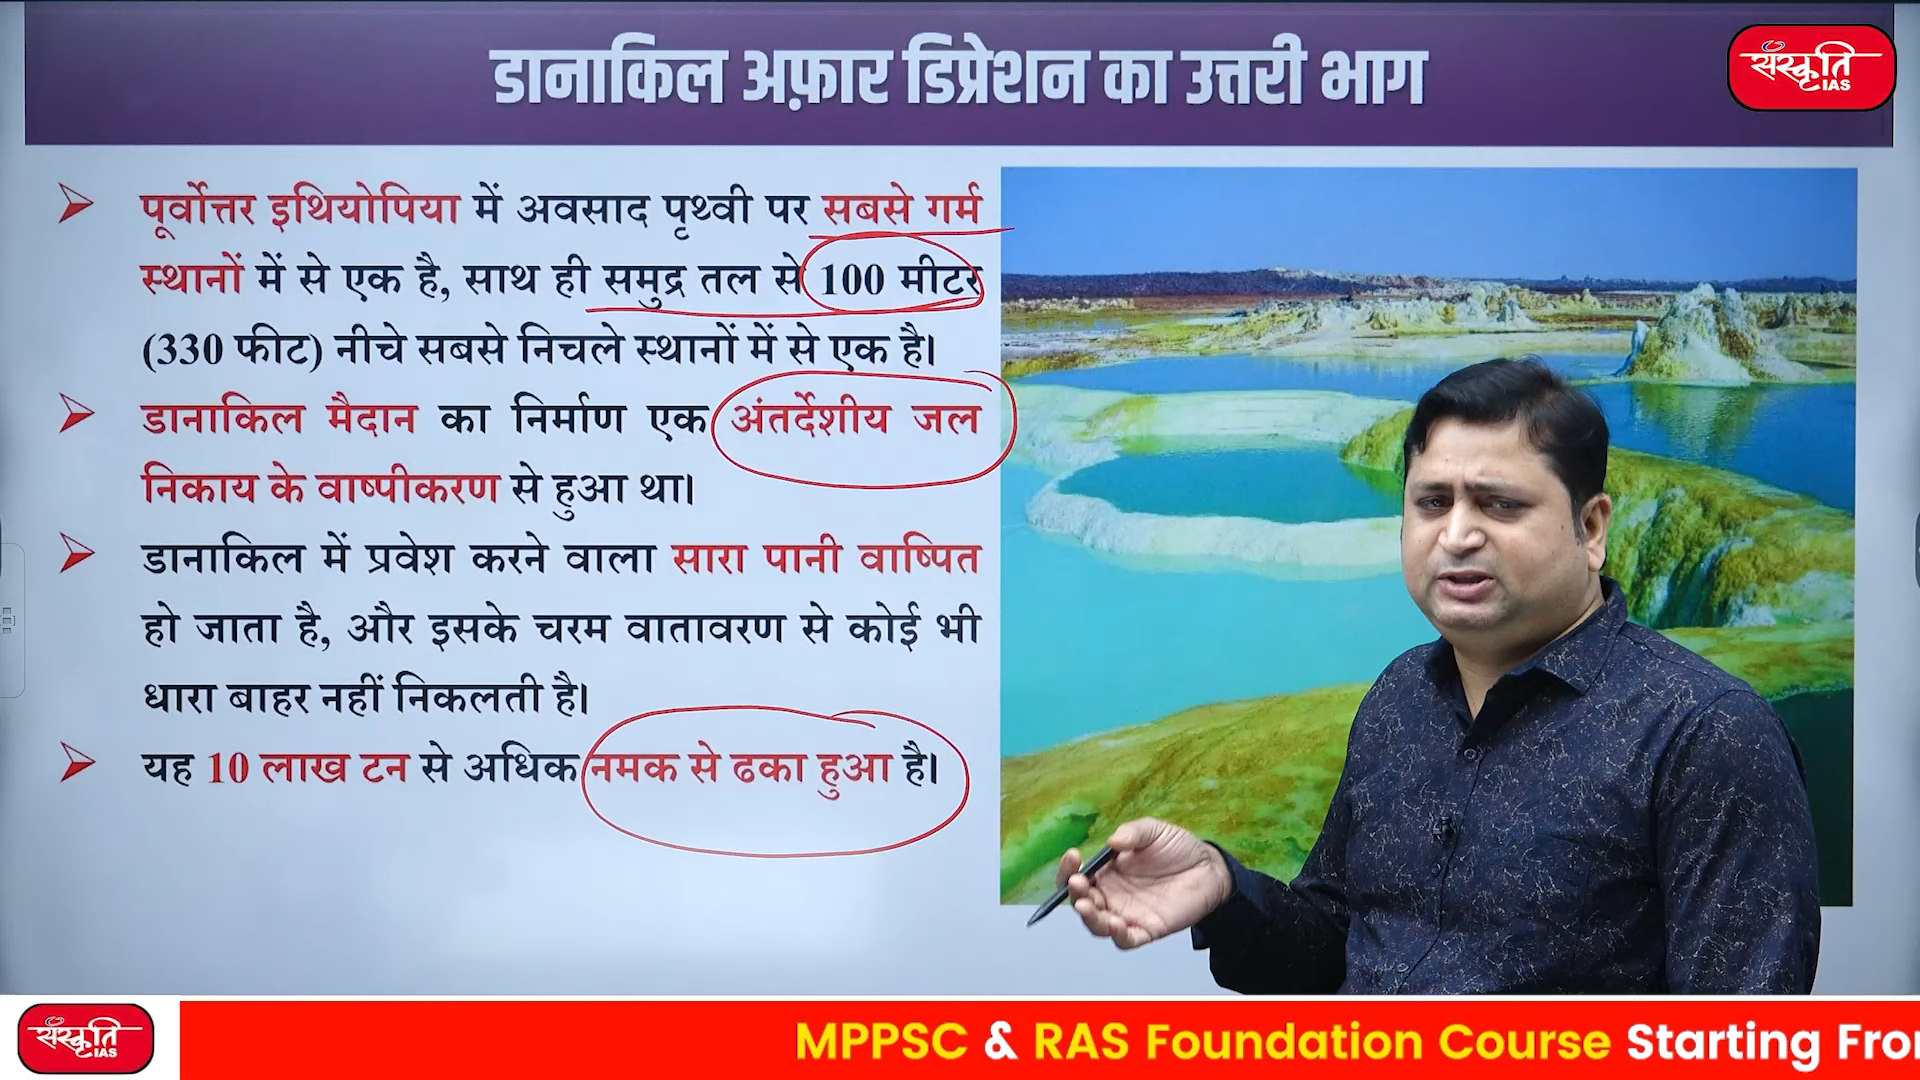 डानाकिल अफ़ार डिप्रेशन का उत्तरी भाग
संस्कृति
IAS
पूर्वोत्तर इथियोपिया में अवसाद पृथ्वी पर सबसे गर्म
स्थानों में से एक है, साथ ही समुद्र तल से 100 मीटर
(330 फीट) नीचे सबसे निचले स्थानों में से एक है।
डानाकिल मैदान का निर्माण एक अंतर्देशीय जल
निकाय के वाष्पीकरण से हुआ था।
डानाकिल में प्रवेश करने वाला सारा पानी वाष्पित
हो जाता है, और इसके चरम वातावरण से कोई भी
धारा बाहर नहीं निकलती है।
यह 10 लाख टन से अधिक नमक से ढका हुआ है।
संस्कृति
IAS
MPPSC & RAS Foundation Course Starting Fro